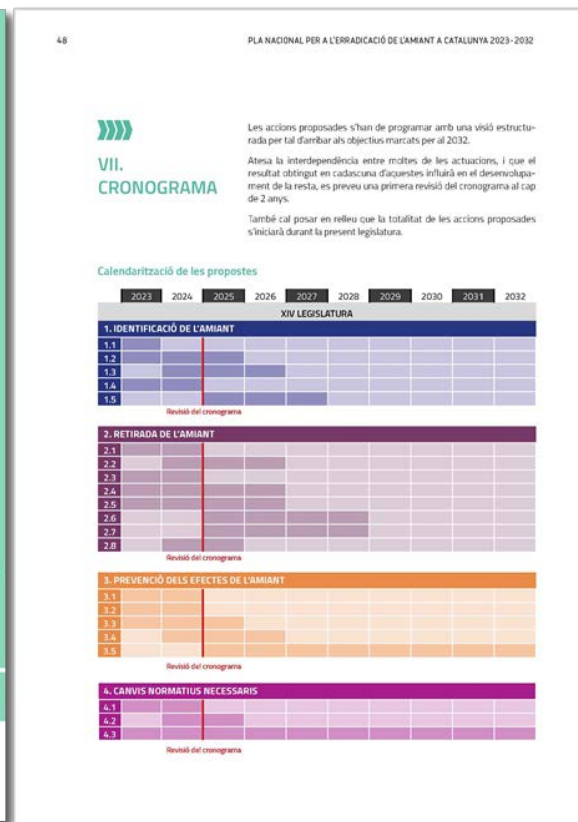 48
PLA NACIONAL PER A L'ERRADICACIÓ DE L'AMIANT A CATALUNYA 2023-2032
VII.
CRONOGRAMA
Les accions proposades s'han de programar amb una visió estructu-
rada per tal d'arribar als objectius marcats per al 2032.
Atesa la interdependència entre moltes de les actuacions, i que el
resultat obtingut en cadascuna d'aquestes influirà en el desenvolupa-
ment de la resta, es preveu una primera revisió del cronograma al cap
de 2 anys.
També cal posar en relleu que la totalitat de les accions proposades
s'iniciarà durant la present legislatura.
Calendarització de les propostes
2023 2024 2025 2026 2027 2028 2029 2030 2031 2032
XIV LEGISLATURA
1. IDENTIFICACIÓ DE L'AMIANT
1.1
1.2
1.3
1.4
1.5
Revisió del cronograma
2. RETIRADA DE L'AMIANT
2.1
2.2
2.3
2.4
2.5
2.6
2.7
2.8
Revisió del cronograma
3. PREVENCIÓ DELS EFECTES DE L'AMIANT
3.1
3.2
3.3
3.4
3.5
Revisió del cronograma
4. CANVIS NORMATIUS NECESSARIS
4.1
4.2
4.3
Revisió del cronograma